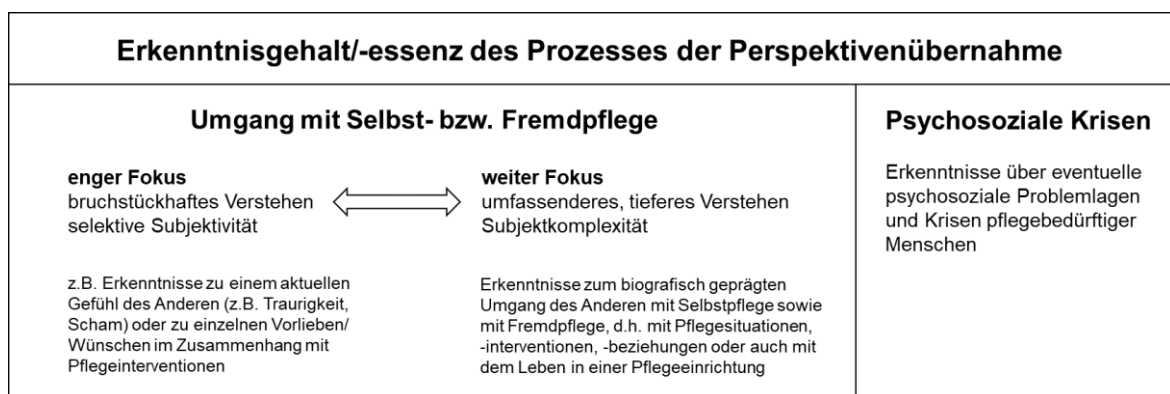 Erkenntnisgehalt/-essenz des Prozesses der Perspektivenübernahme
Umgang mit Selbst- bzw. Fremdpflege
enger Fokus
bruchstückhaftes Verstehen
selektive Subjektivität
z.B. Erkenntnisse zu einem aktuellen
Gefühl des Anderen (z.B. Traurigkeit,
Scham) oder zu einzelnen Vorlieben/
Wünschen im Zusammenhang mit
Pflegeinterventionen
weiter Fokus
umfassenderes, tieferes Verstehen
Subjektkomplexität
Erkenntnisse zum biografisch geprägten
Umgang des Anderen mit Selbstpflege sowie
mit Fremdpflege, d.h. mit Pflegesituationen,
-interventionen, -beziehungen oder auch mit
dem Leben in einer Pflegeeinrichtung
Psychosoziale Krisen
Erkenntnisse über eventuelle
psychosoziale Problemlagen
und Krisen pflegebedürftiger
Menschen